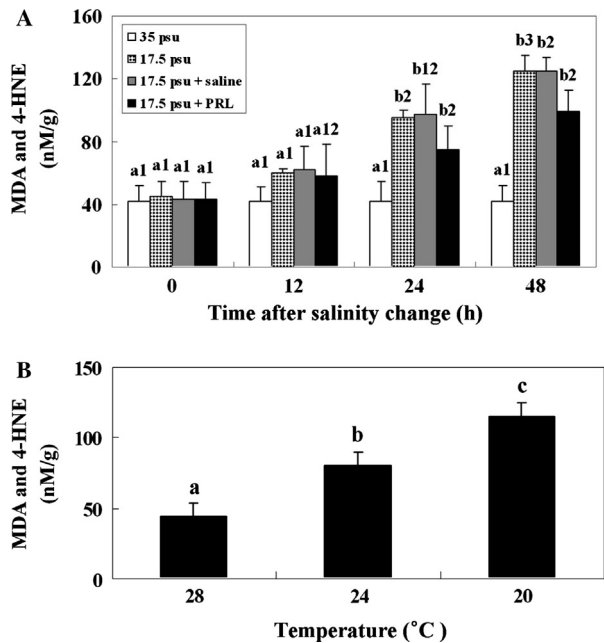 A
MDA and 4-HNE
(nM/g)
160
120
80
40
0
35 psu
17.5 psu
17.5 psu + saline
17.5 psu + PRL
a1 a1 a1 a1
a1 a1 a1 a12
a1 b2 b12 b2
a1 b3 b2 b2
0 12 24 48
Time after salinity change (h)
B
MDA and 4-HNE
(nM/g)
150
100
50
0
a b c
28 24 20
Temperature (°C)